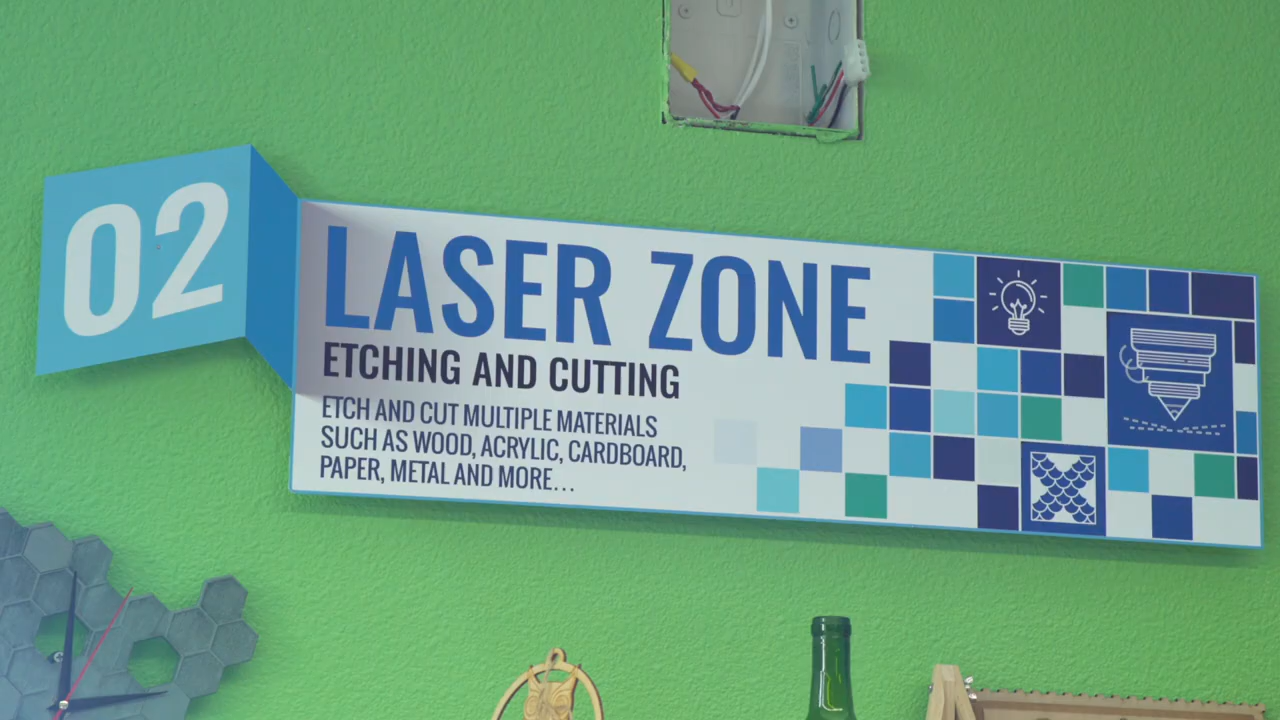 02
LASER ZONE
ETCHING AND CUTTING
ETCH AND CUT MULTIPLE MATERIALS
SUCH AS WOOD, ACRYLIC, CARDBOARD,
PAPER, METAL AND MORE...